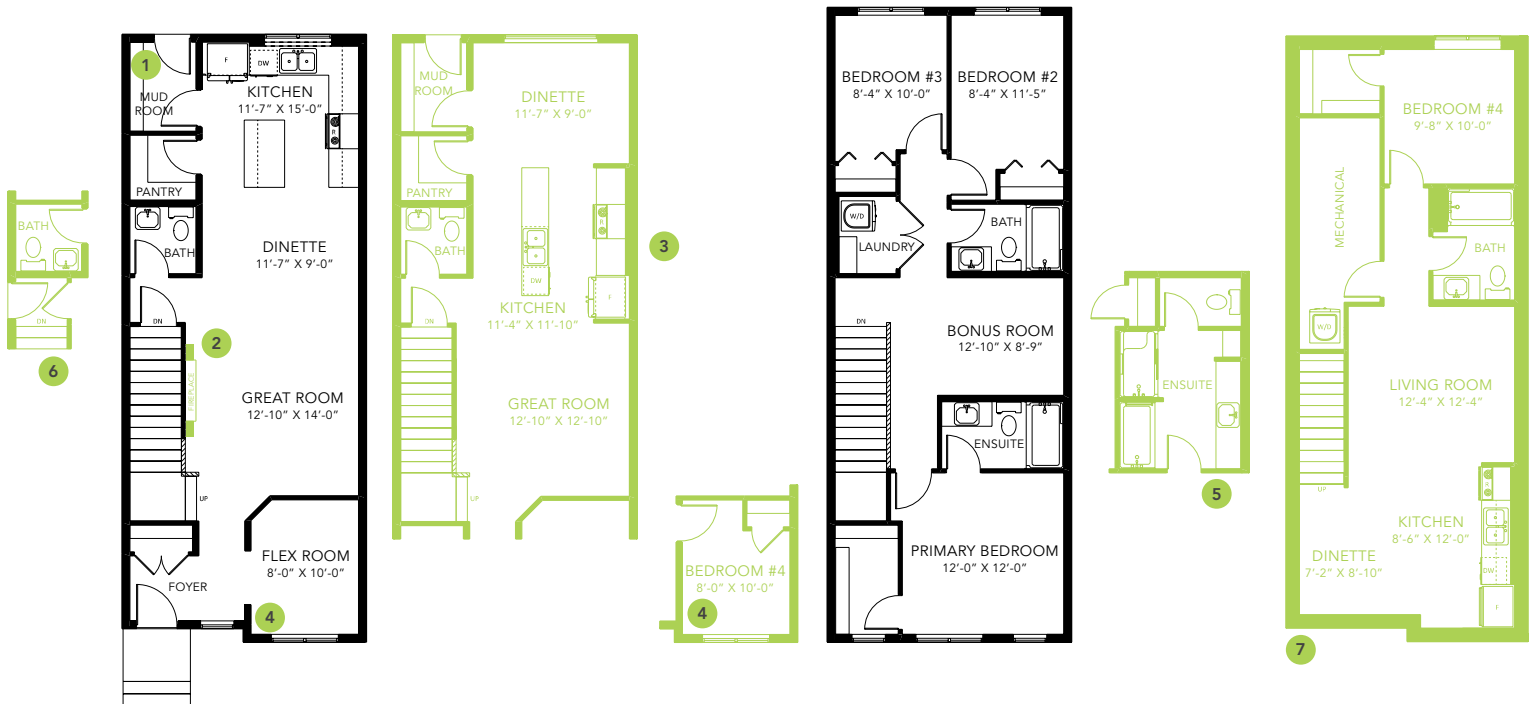 1
MUD
ROOM
F
DW
KITCHEN
11'-7" X 15'-0"
R
PANTRY
BATH
DINETTE
11'-7" X 9'-0"
DN
2
FIREPLACE
GREAT ROOM
12'-10" X 14'-0"
UP
FLEX ROOM
8'-0" X 10'-0"
FOYER
4
BATH
DN
6
MUD
ROOM
DINETTE
11'-7" X 9'-0"
PANTRY
R
BATH
DW
F
3
KITCHEN
11'-4" X 11'-10"
DN
GREAT ROOM
12'-10" X 12'-10"
UP
BEDROOM #4
8'-0" X 10'-0"
4
BEDROOM #3
8'-4" X 10'-0"
BEDROOM #2
8'-4" X 11'-5"
W/D
LAUNDRY
BATH
DN
BONUS ROOM
12'-10" X 8'-9"
ENSUITE
PRIMARY BEDROOM
12'-0" X 12'-0"
ENSUITE
5
BEDROOM #4
9'-8" X 10'-0"
MECHANICAL
BATH
W/D
LIVING ROOM
12'-4" X 12'-4"
UP
R
KITCHEN
8'-6" X 12'-0"
DINETTE
7'-2" X 8'-10"
DW
F
7